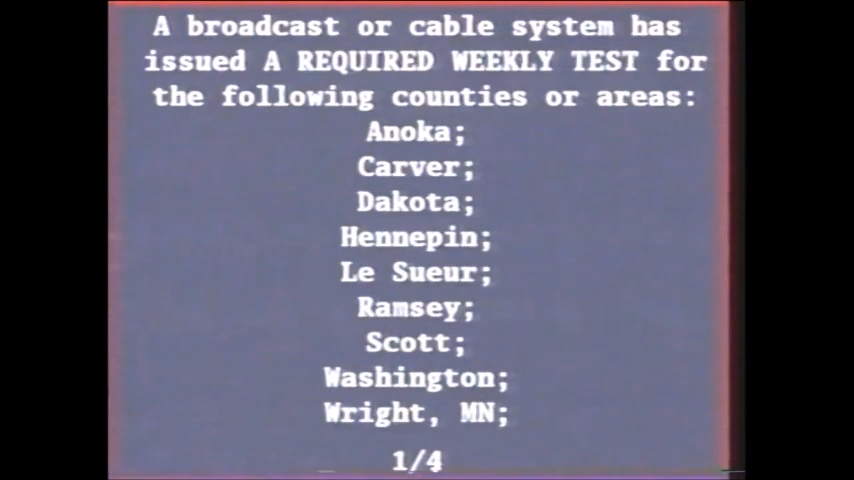 A broadcast or cable system has
issued A REQUIRED WEEKLY TEST for
the following counties or areas:
Anoka;
Carver;
Dakota;
Hennepin;
Le Sueur;
Ramsey;
Scott;
Washington;
Wright, MN;
1/4